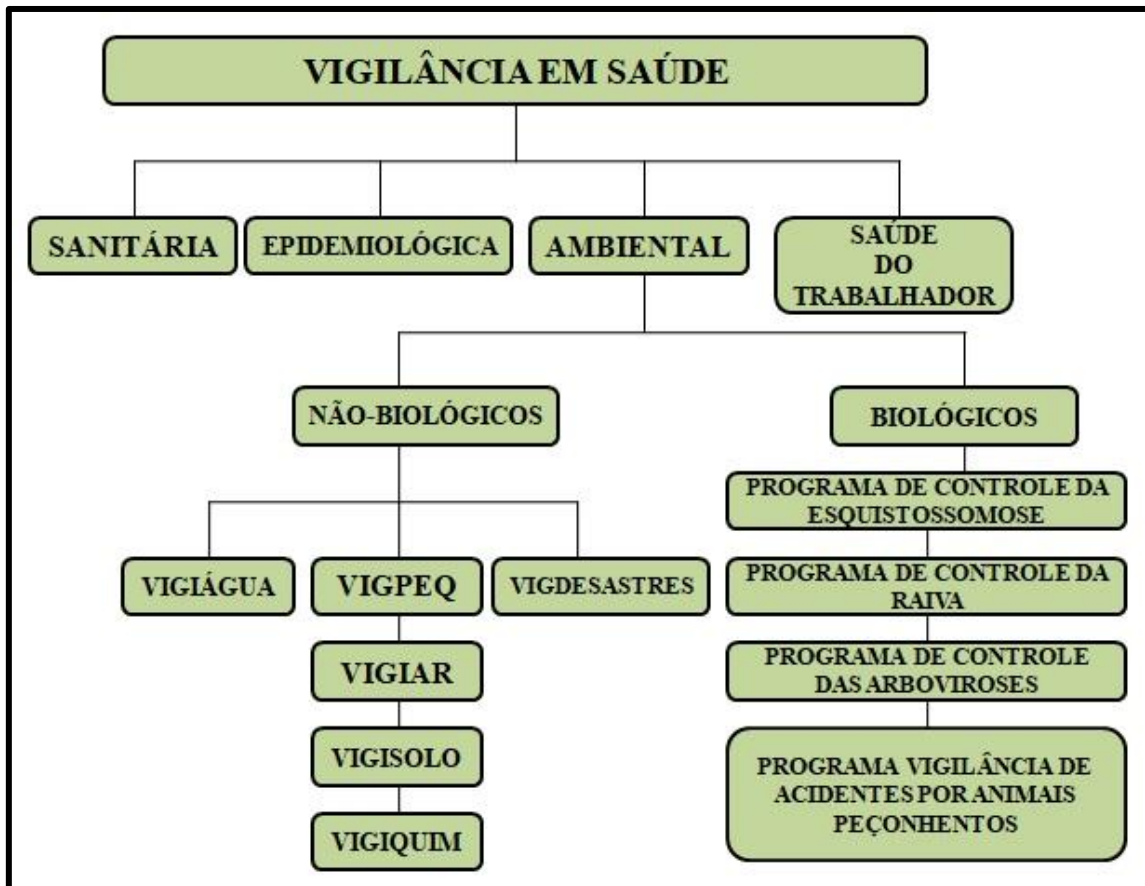 VIGILÂNCIA EM SAÚDE
SANITÁRIA
EPIDEMIOLÓGICA
AMBIENTAL
SAÚDE
DO
TRABALHADOR
NÃO-BIOLÓGICOS
BIOLÓGICOS
PROGRAMA DE CONTROLE DA
ESQUISTOSSOMOSE
VIGIÁGUA
VIGPEQ
VIGDESASTRES
PROGRAMA DE CONTROLE DA
RAIVA
VIGIAR
PROGRAMA DE CONTROLE
DAS ARBOVIROSES
VIGISOLO
VIGIQUIM
PROGRAMA VIGILÂNCIA DE
ACIDENTES POR ANIMAIS
PEÇONHENTOS